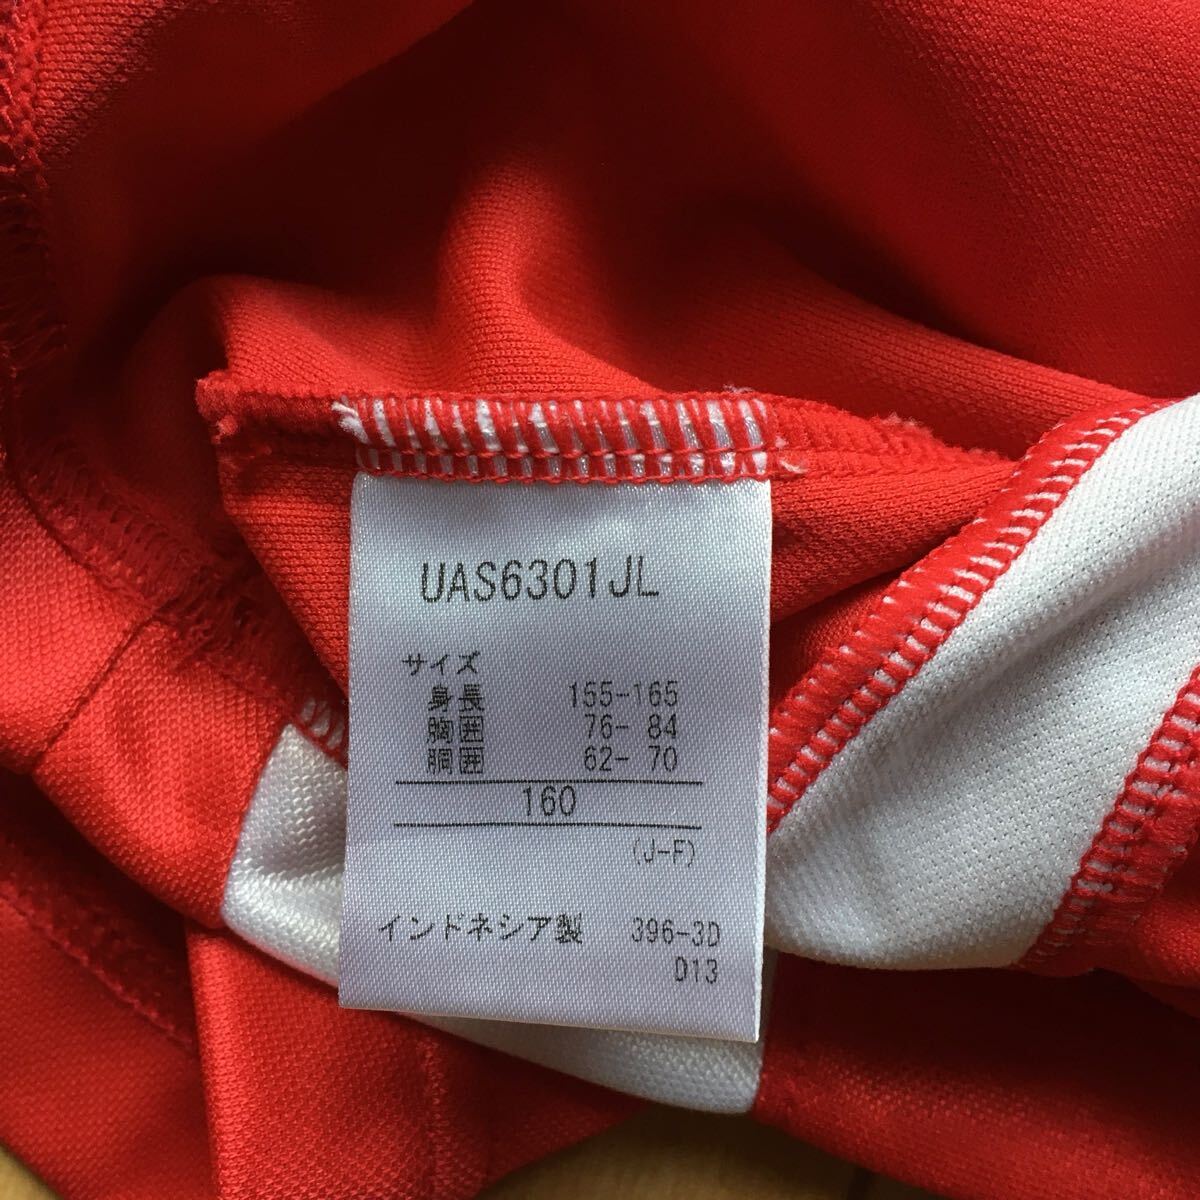 UAS6301JL
サイズ
身長 155-165
胸囲 76- 84
胴囲 62- 70
160
(J-F)
インドネシア製 396-3D
D13